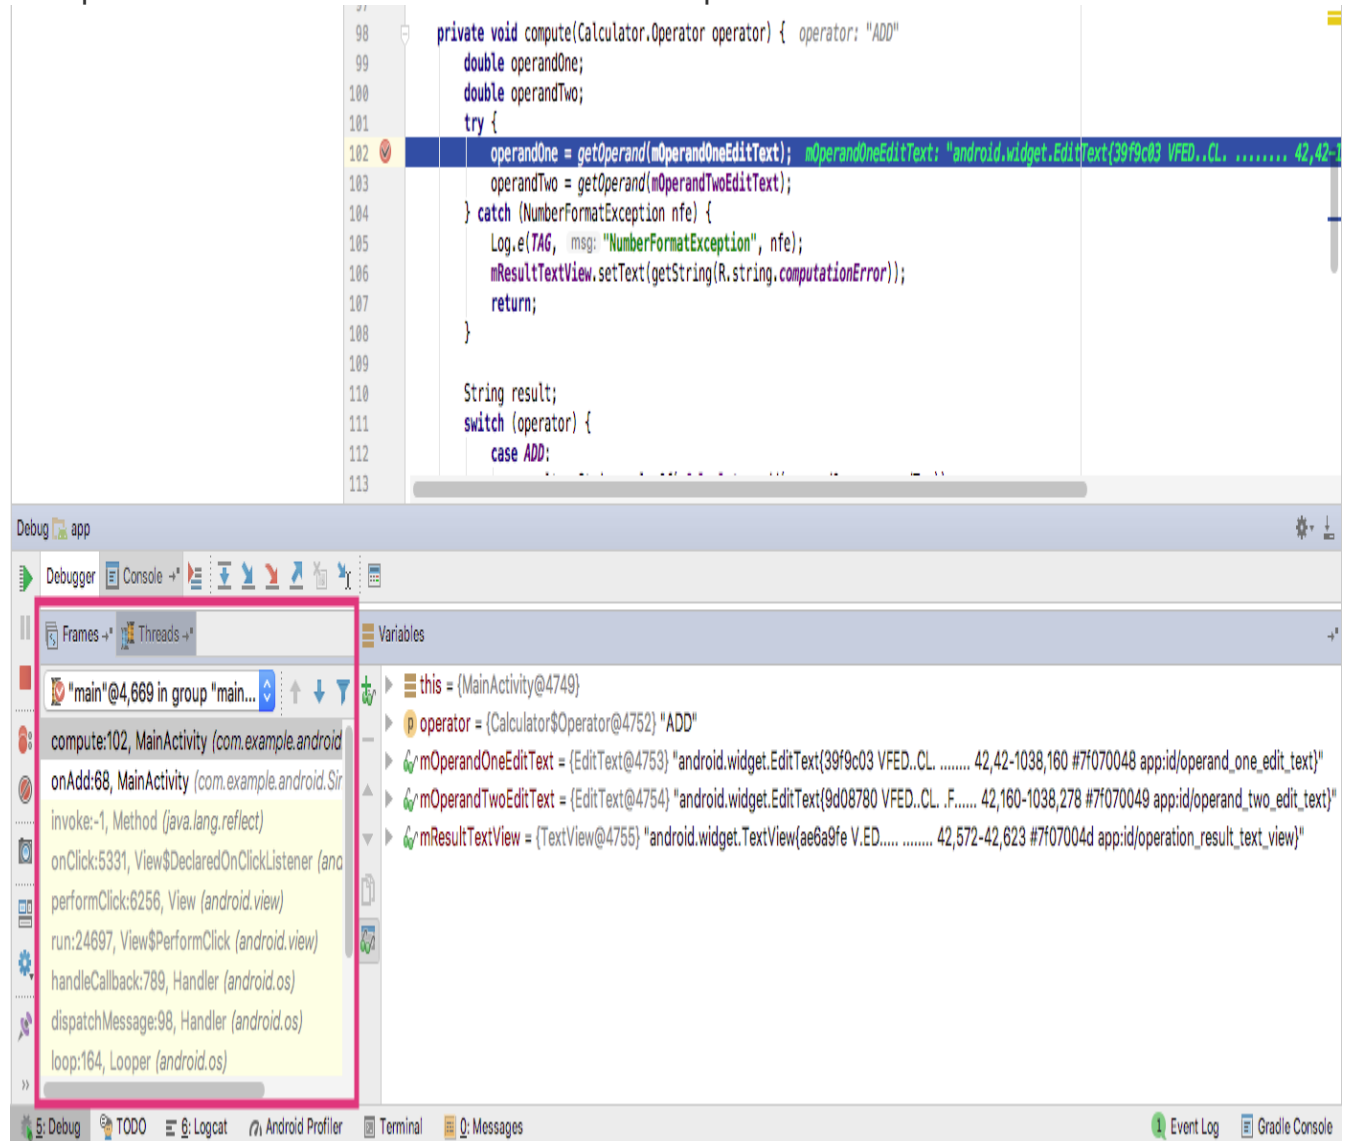 98 private void compute(Calculator.Operator operator) { operator: "ADD"
99 double operandOne;
100 double operandTwo;
101 try {
102 operandOne = getOperand(mOperandOneEditText); mOperandOneEditText: "android.widget.EditText{39f9c03 VFED..CL. ........ 42,42-1
103 operandTwo = getOperand(mOperandTwoEditText);
104 } catch (NumberFormatException nfe) {
105 Log.e(TAG, msg: "NumberFormatException", nfe);
106 mResultTextView.setText(getString(R.string.computationError));
107 return;
108 }
109
110 String result;
111 switch (operator) {
112 case ADD:
113
Debug app
Debugger Console
Frames Threads Variables
"main"@4,669 in group "main...
this = {MainActivity@4749}
operator = {Calculator$Operator@4752} "ADD"
mOperandOneEditText = {EditText@4753} "android.widget.EditText{39f9c03 VFED..CL. ........ 42,42-1038,160 #7f070048 app:id/operand_one_edit_text}"
mOperandTwoEditText = {EditText@4754} "android.widget.EditText{9d08780 VFED..CL. .F...... 42,160-1038,278 #7f070049 app:id/operand_two_edit_text}"
mResultTextView = {TextView@4755} "android.widget.TextView{ae6a9fe V.ED..... ........ 42,572-42,623 #7f07004d app:id/operation_result_text_view}"
compute:102, MainActivity (com.example.android
onAdd:68, MainActivity (com.example.android.Sir
invoke:-1, Method (java.lang.reflect)
onClick:5331, View$DeclaredOnClickListener (and
performClick:6256, View (android.view)
run:24697, View$PerformClick (android.view)
handleCallback:789, Handler (android.os)
dispatchMessage:98, Handler (android.os)
loop:164, Looper (android.os)
5: Debug TODO 6: Logcat Android Profiler Terminal 0: Messages 1 Event Log Gradle Console